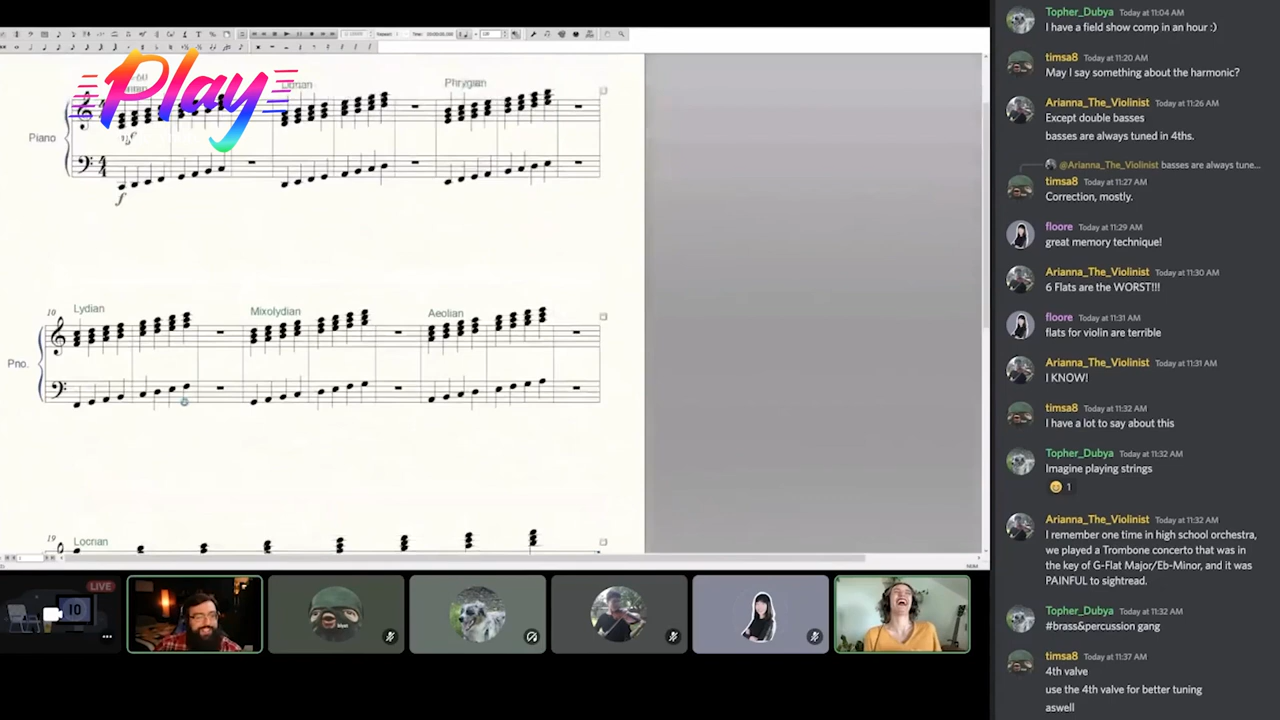 Play
Phrygian
Piano
mf
f
10
Lydian
Mixolydian
Aeolian
Pno.
19
Locrian
LIVE
10
Topher_Dubya Today at 11:04 AM
I have a field show comp in an hour :)
timsa8 Today at 11:20 AM
May I say something about the harmonic?
Arianna_The_Violinist Today at 11:26 AM
Except double basses
basses are always tuned in 4ths.
@Arianna_The_Violinist basses are always tune...
timsa8 Today at 11:27 AM
Correction, mostly.
floore Today at 11:29 AM
great memory technique!
Arianna_The_Violinist Today at 11:30 AM
6 Flats are the WORST!!!
floore Today at 11:31 AM
flats for violin are terrible
Arianna_The_Violinist Today at 11:31 AM
I KNOW!
timsa8 Today at 11:32 AM
I have a lot to say about this
Topher_Dubya Today at 11:32 AM
Imagine playing strings
1
Arianna_The_Violinist Today at 11:32 AM
I remember one time in high school orchestra,
we played a Trombone concerto that was in
the key of G-Flat Major/Eb-Minor, and it was
PAINFUL to sightread.
Topher_Dubya Today at 11:32 AM
#brass&percussion gang
timsa8 Today at 11:37 AM
4th valve
use the 4th valve for better tuning
aswell